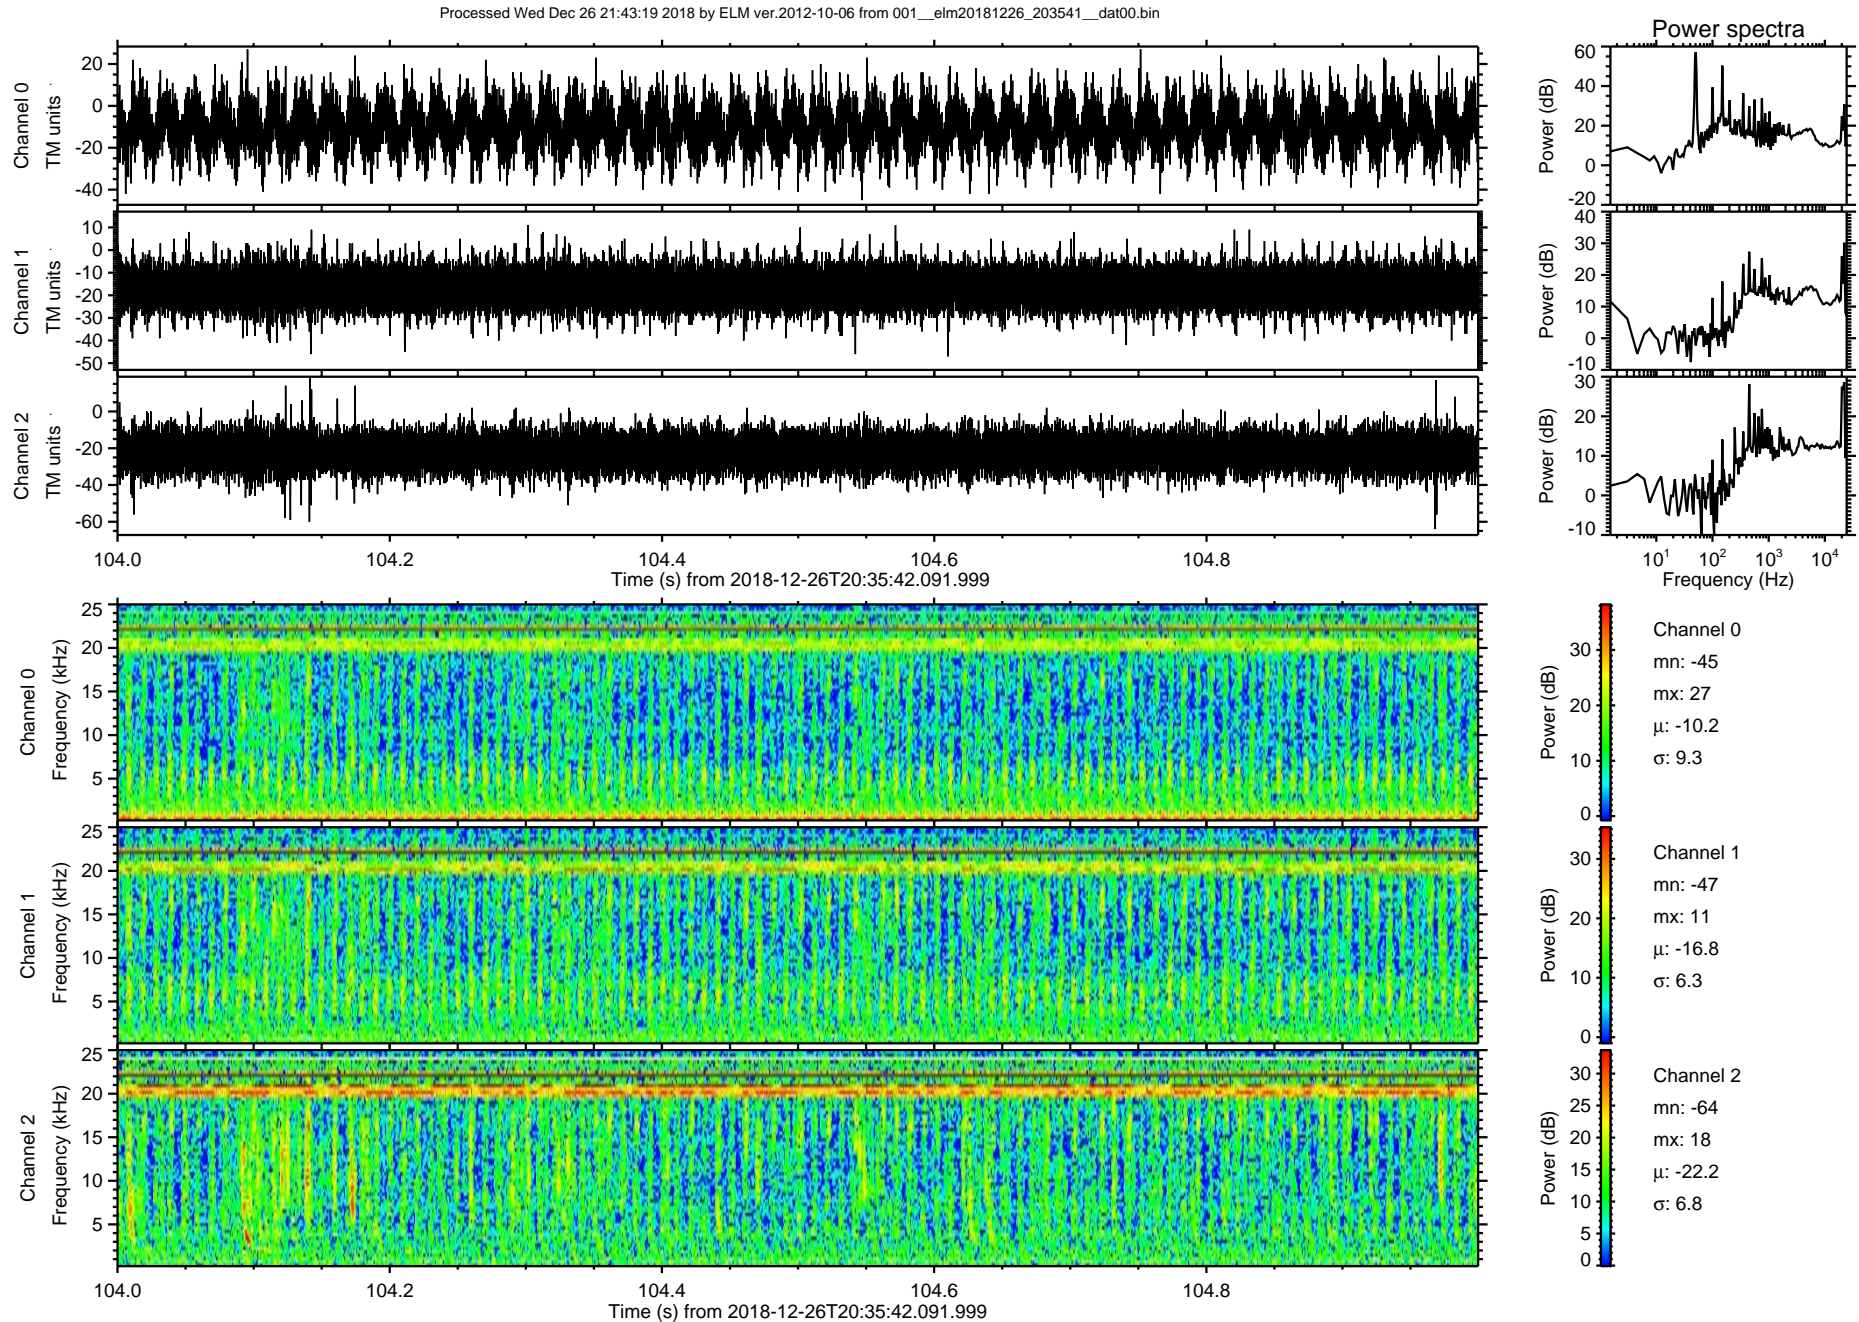 Processed Wed Dec 26 21:43:19 2018 by ELM ver.2012-10-06 from 001__elm20181226_203541__dat00.bin
Power spectra
Channel 0
TM units
20
0
-20
-40
Power (dB)
60
40
20
0
-20
Channel 1
TM units
10
0
-10
-20
-30
-40
-50
Power (dB)
40
30
20
10
0
-10
Channel 2
TM units
0
-20
-40
-60
Power (dB)
30
20
10
0
-10
104.0 104.2 104.4 104.6 104.8
Time (s) from 2018-12-26T20:35:42.091.999
10^1 10^2 10^3 10^4
Frequency (Hz)
Channel 0
Frequency (kHz)
25
20
15
10
5
Power (dB)
30
20
10
0
Channel 0
mn: -45
mx: 27
μ: -10.2
σ: 9.3
Channel 1
Frequency (kHz)
25
20
15
10
5
Power (dB)
30
20
10
0
Channel 1
mn: -47
mx: 11
μ: -16.8
σ: 6.3
Channel 2
Frequency (kHz)
25
20
15
10
5
Power (dB)
30
25
20
15
10
5
0
Channel 2
mn: -64
mx: 18
μ: -22.2
σ: 6.8
104.0 104.2 104.4 104.6 104.8
Time (s) from 2018-12-26T20:35:42.091.999